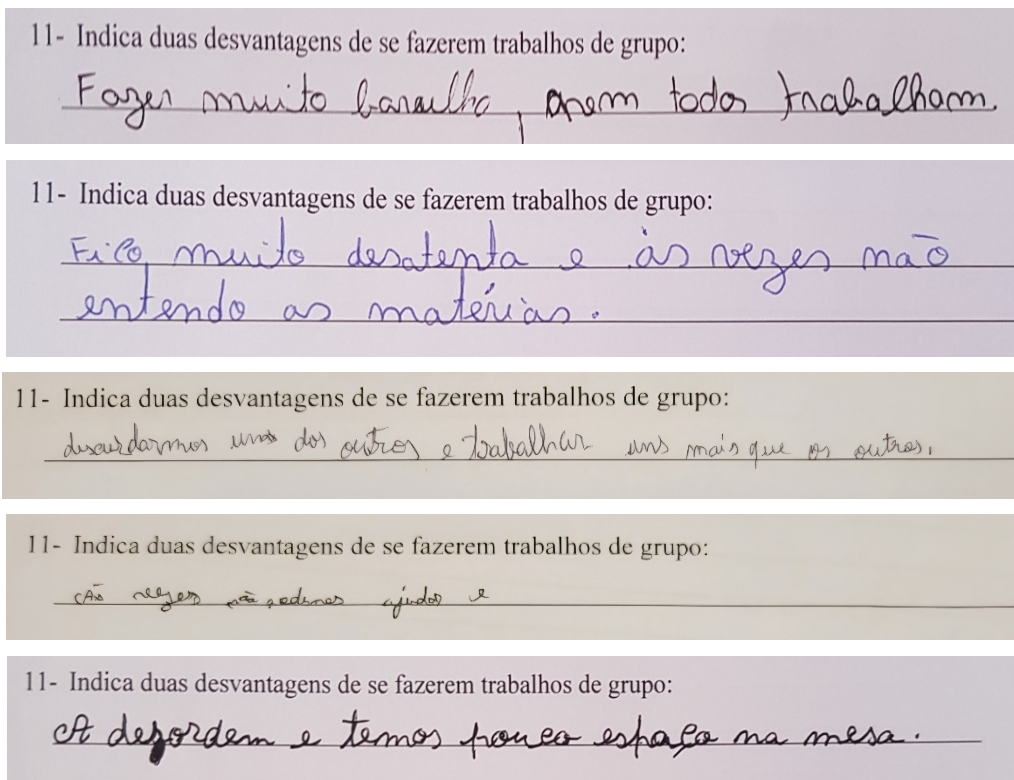 11- Indica duas desvantagens de se fazerem trabalhos de grupo:
Fazer muito baraulho, nem todos trabalham.
11- Indica duas desvantagens de se fazerem trabalhos de grupo:
Fico muito desatenta e às vezes não
entendo as matérias.
11- Indica duas desvantagens de se fazerem trabalhos de grupo:
discurdarmos uns dos outros e trabalhar uns mais que os outros.
11- Indica duas desvantagens de se fazerem trabalhos de grupo:
Às vezes não podemos ajudar e
11- Indica duas desvantagens de se fazerem trabalhos de grupo:
A dezordem e temos pouco espaço na mesa.